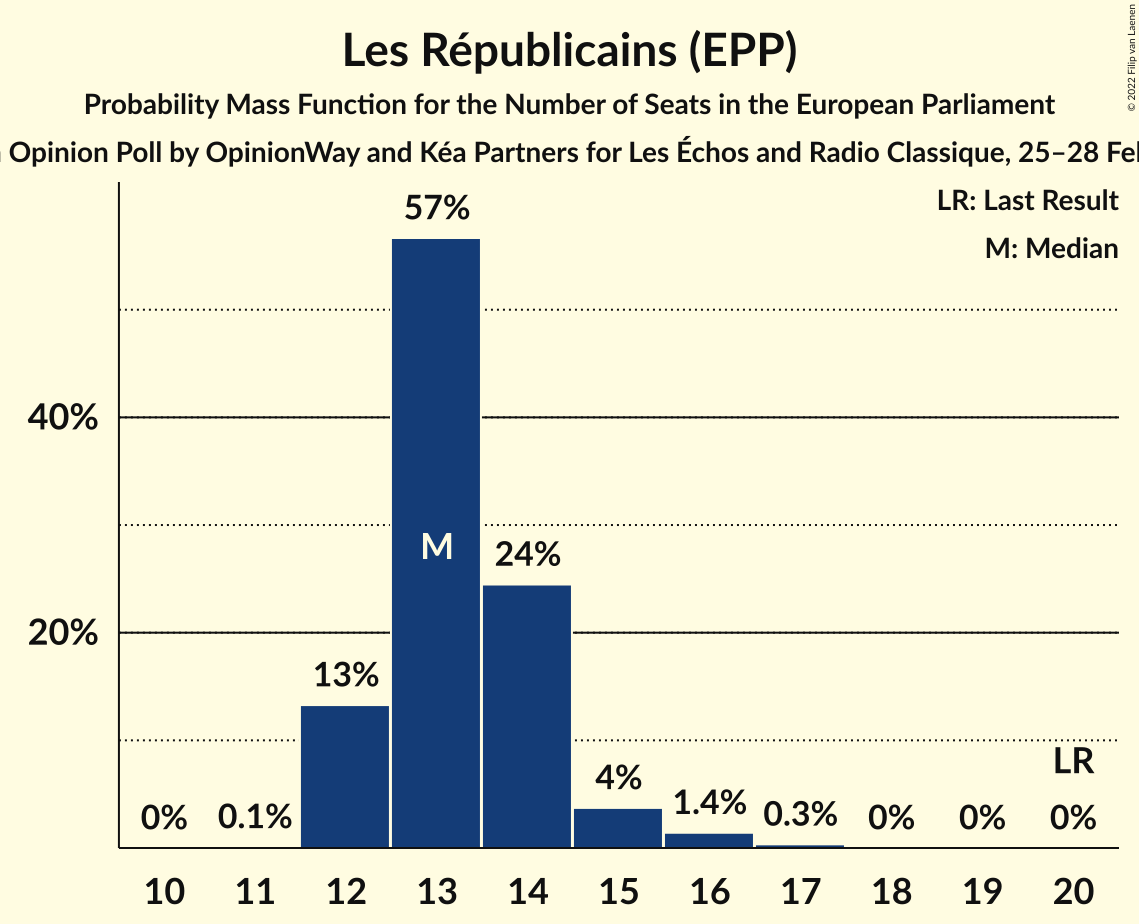 Les Républicains (EPP)
Probability Mass Function for the Number of Seats in the European Parliament
Opinion Poll by OpinionWay and Kéa Partners for Les Échos and Radio Classique, 25–28 Fe
© 2022 Filip van Laenen
LR: Last Result
M: Median
57%
40%
M
24%
20%
13%
LR
4%
1.4%
0% 0.1% 0.3% 0% 0% 0%
10 11 12 13 14 15 16 17 18 19 20